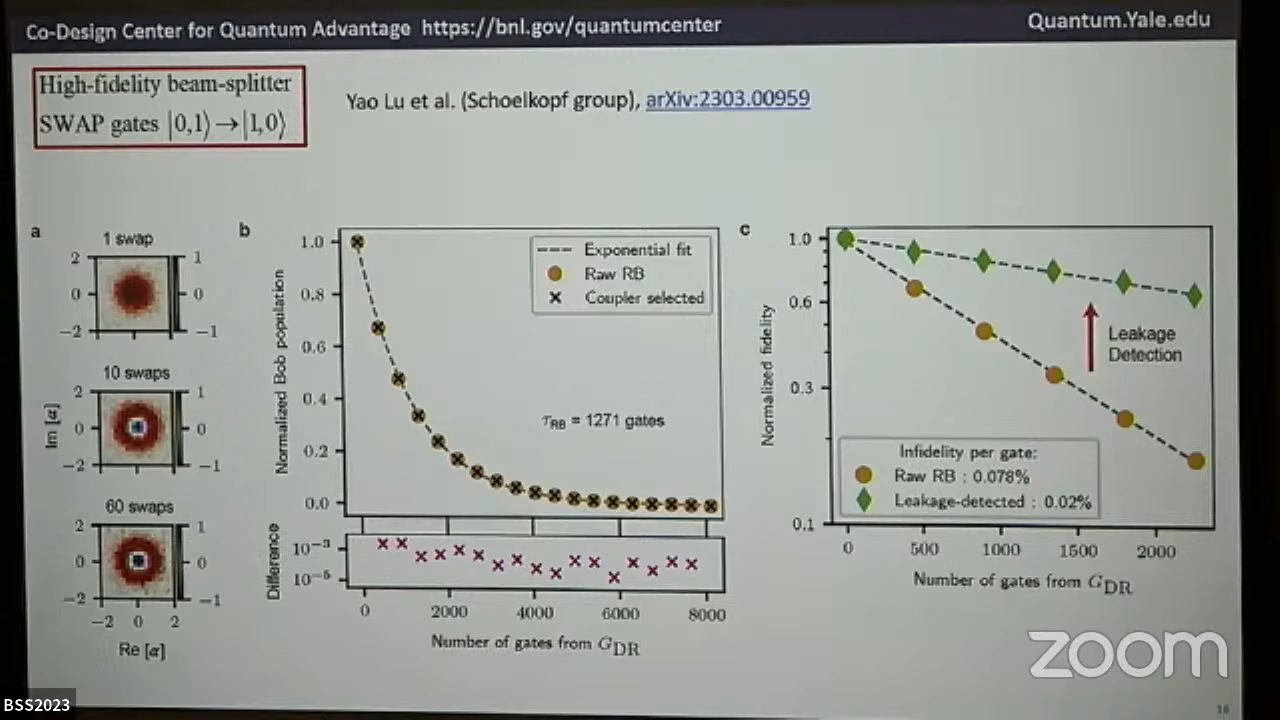 Co-Design Center for Quantum Advantage https://bnl.gov/quantumcenter
Quantum.Yale.edu
High-fidelity beam-splitter
SWAP gates |0,1⟩→|1,0⟩
Yao Lu et al. (Schoelkopf group), arXiv:2303.00959
a
1 swap
2
0
−2
1
0
−1
10 swaps
2
0
−2
1
0
−1
60 swaps
2
0
−2
1
0
−1
−2 0 2
Im [α]
Re [α]
b
1.0
0.8
0.6
0.4
0.2
0.0
Normalized Bob population
Exponential fit
Raw RB
Coupler selected
τRB = 1271 gates
Difference
10⁻³
10⁻⁵
0 2000 4000 6000 8000
Number of gates from GDR
c
1.0
0.6
0.3
0.1
Normalized fidelity
Leakage
Detection
Infidelity per gate:
Raw RB : 0.078%
Leakage-detected : 0.02%
0 500 1000 1500 2000
Number of gates from GDR
zoom
BSS2023